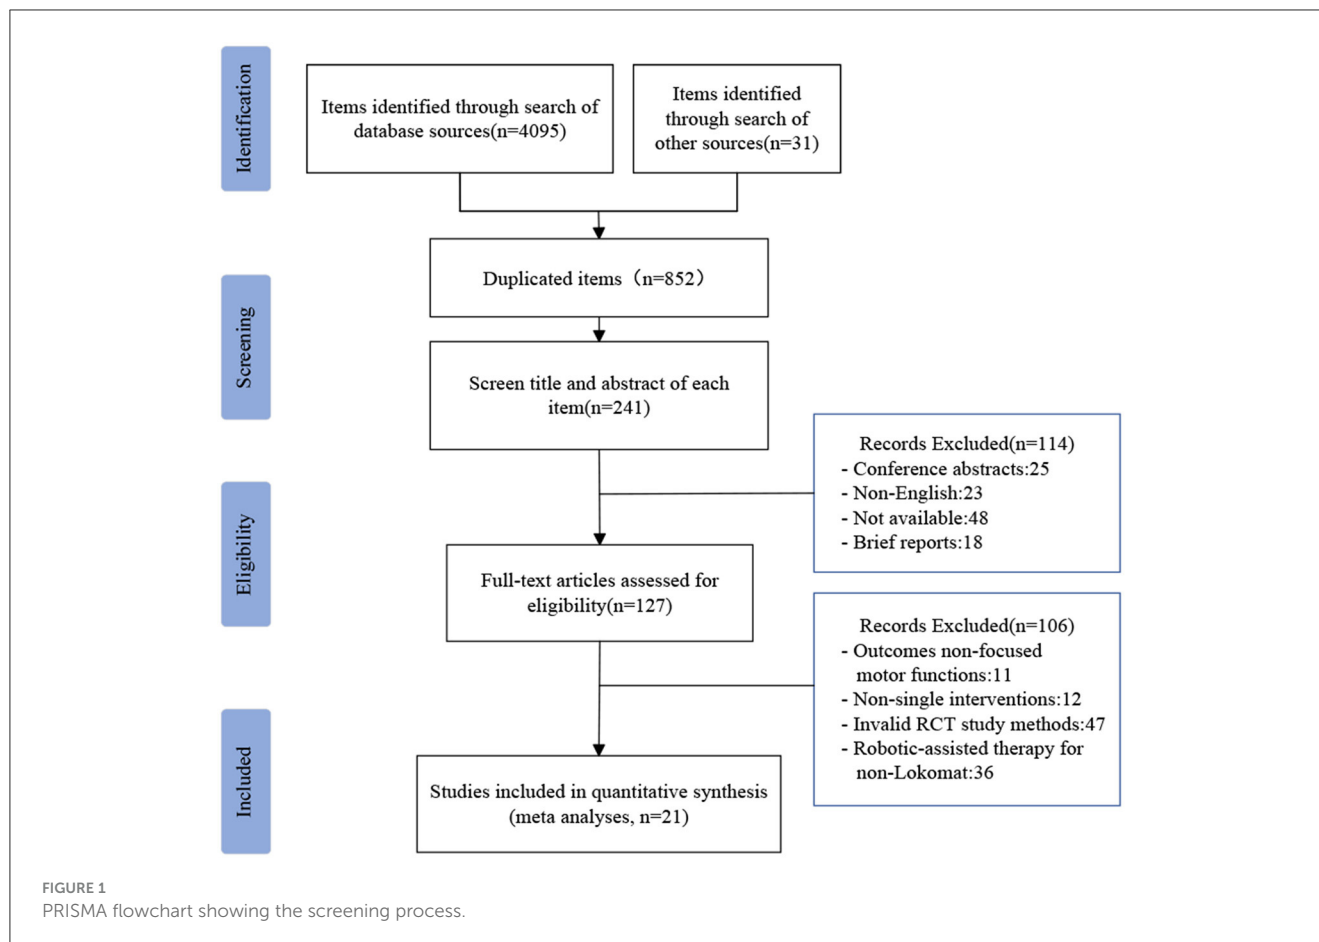 Identification
Items identified through search of
database sources(n=4095)
Items identified
through search of
other sources(n=31)
Screening
Duplicated items（n=852）
Screen title and abstract of each
item(n=241)
Records Excluded(n=114)
- Conference abstracts:25
- Non-English:23
- Not available:48
- Brief reports:18
Eligibility
Full-text articles assessed for
eligibility(n=127)
Records Excluded(n=106)
- Outcomes non-focused
motor functions:11
- Non-single interventions:12
- Invalid RCT study methods:47
- Robotic-assisted therapy for
non-Lokomat:36
Included
Studies included in quantitative synthesis
(meta analyses, n=21)
FIGURE 1
PRISMA flowchart showing the screening process.